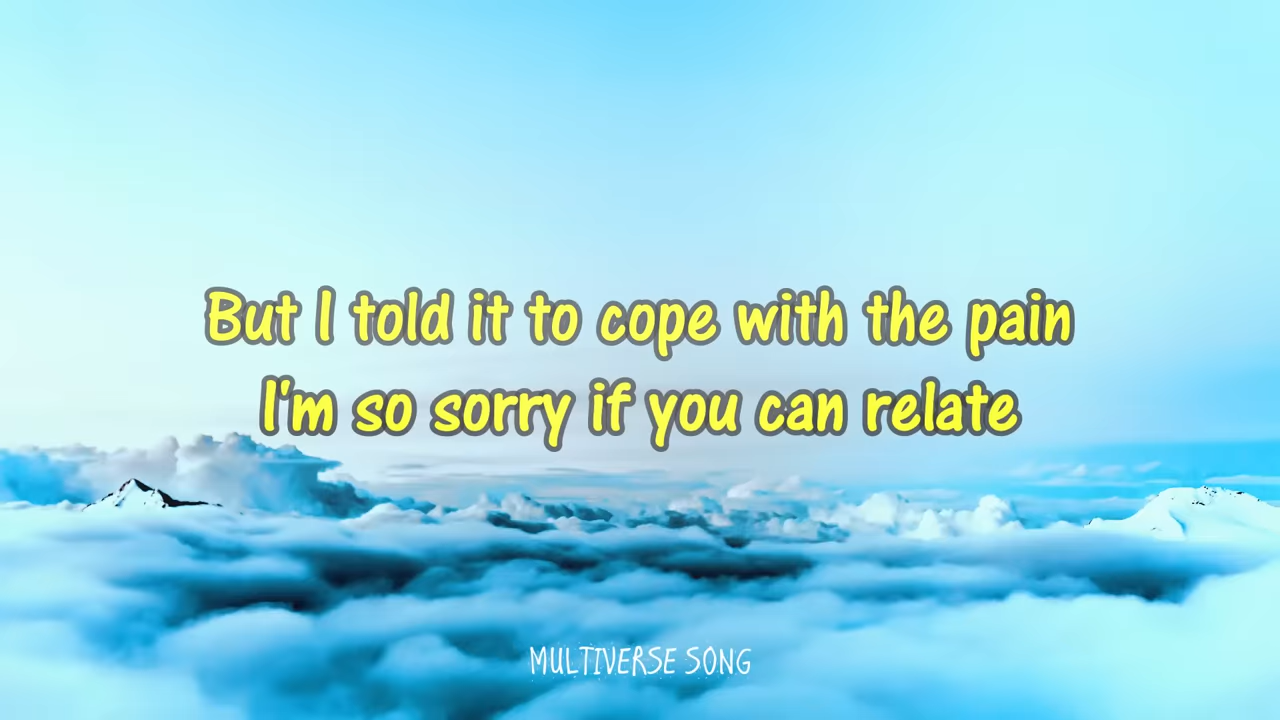 But I told it to cope with the pain
I'm so sorry if you can relate
MULTIVERSE SONG